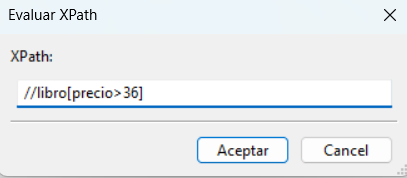 Evaluar XPath
XPath:
//libro[precio>36]
Aceptar
Cancel